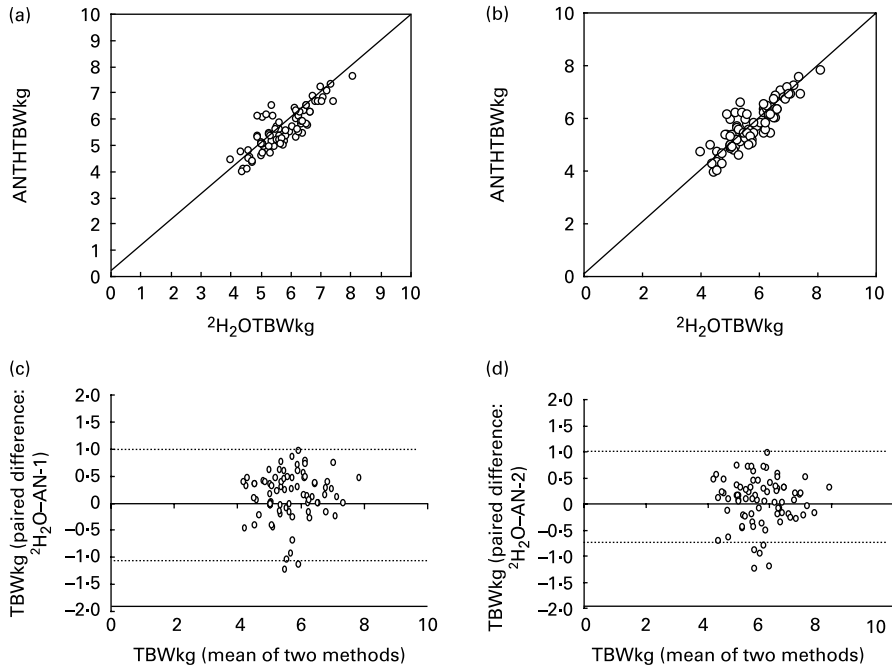 (a)
10
9
8
7
6
5
4
3
2
1
0
ANTHTBWkg
0 1 2 3 4 5 6 7 8 10
²H₂OTBWkg
(b)
10
8
6
4
2
0
ANTHTBWkg
0 4 6 8 10
²H₂OTBWkg
(c)
2·0
1·5
1·0
0·5
0
–0·5
–1·0
–1·5
–2·0
TBWkg (paired difference:
²H₂O–AN-1)
0 2 4 6 8 10
TBWkg (mean of two methods)
(d)
2·0
1·5
1·0
0·5
0
–0·5
–1·0
–1·5
–2·0
TBWkg (paired difference:
²H₂O–AN-2)
0 2 4 6 8 10
TBWkg (mean of two methods)